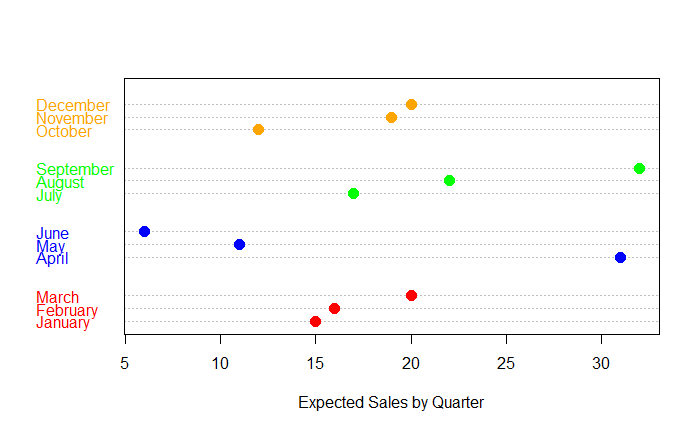 December
November
October
September
August
July
June
May
April
March
February
January
5 10 15 20 25 30
Expected Sales by Quarter